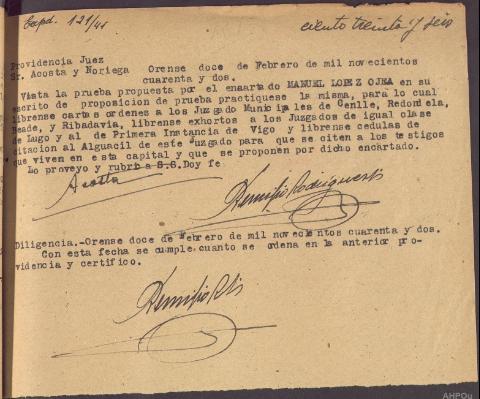 Expd. 121/41
ciento treinta y seis
Providencia Juez
Sr. Acosta y Noriega    Orense doce de Febrero de mil novecientos
cuarenta y dos.
Vista la prueba propuesta por el encartado MANUEL LOPEZ OJEA en su
escrito de proposicion de prueba practiquese la misma, para lo cual
librense cartas ordenes a los Juzgado Municipales de Cenlle, Redondela,
Beade, y Ribadavia, librense exhortos a los Juzgados de igual clase
de Lugo y al de Primera Instancia de Vigo y librense cedulas de
citacion al Alguacil de este Juzgado para que se citen a los testigos
que viven en esta capital y que se proponen por dicho encartado.
Lo proveyo y rubrica S.S.Doy fe
Acosta
Diligencia.-Orense doce de Febrero de mil novecientos cuarenta y dos.
Con esta fecha se cumple cuanto se ordena en la anterior pro-
videncia y certifico.
AHPOu